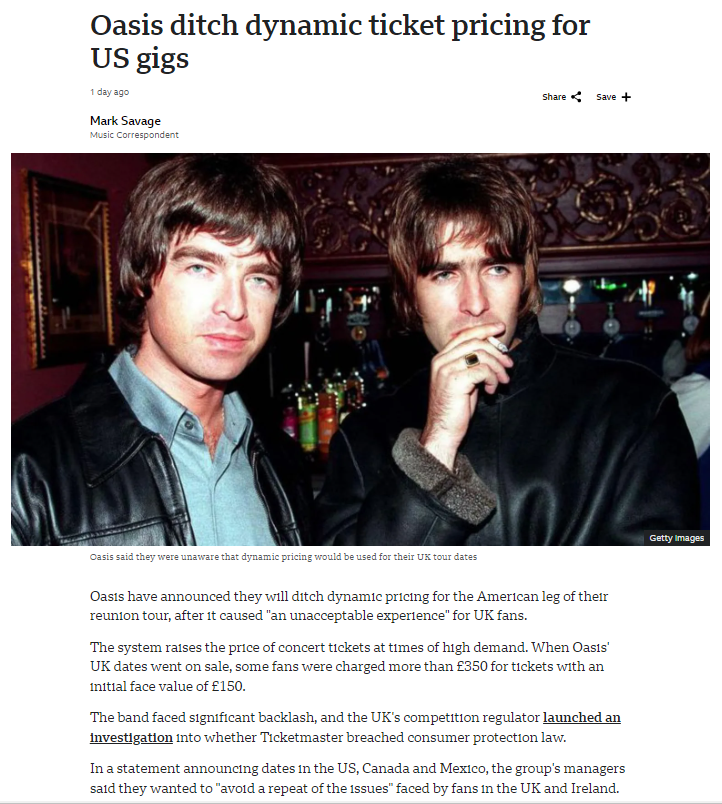 Oasis ditch dynamic ticket pricing for
US gigs
1 day ago
Share Save
Mark Savage
Music Correspondent
Getty Images
Oasis said they were unaware that dynamic pricing would be used for their UK tour dates
Oasis have announced they will ditch dynamic pricing for the American leg of their
reunion tour, after it caused "an unacceptable experience" for UK fans.
The system raises the price of concert tickets at times of high demand. When Oasis'
UK dates went on sale, some fans were charged more than £350 for tickets with an
initial face value of £150.
The band faced significant backlash, and the UK's competition regulator launched an
investigation into whether Ticketmaster breached consumer protection law.
In a statement announcing dates in the US, Canada and Mexico, the group's managers
said they wanted to "avoid a repeat of the issues" faced by fans in the UK and Ireland.